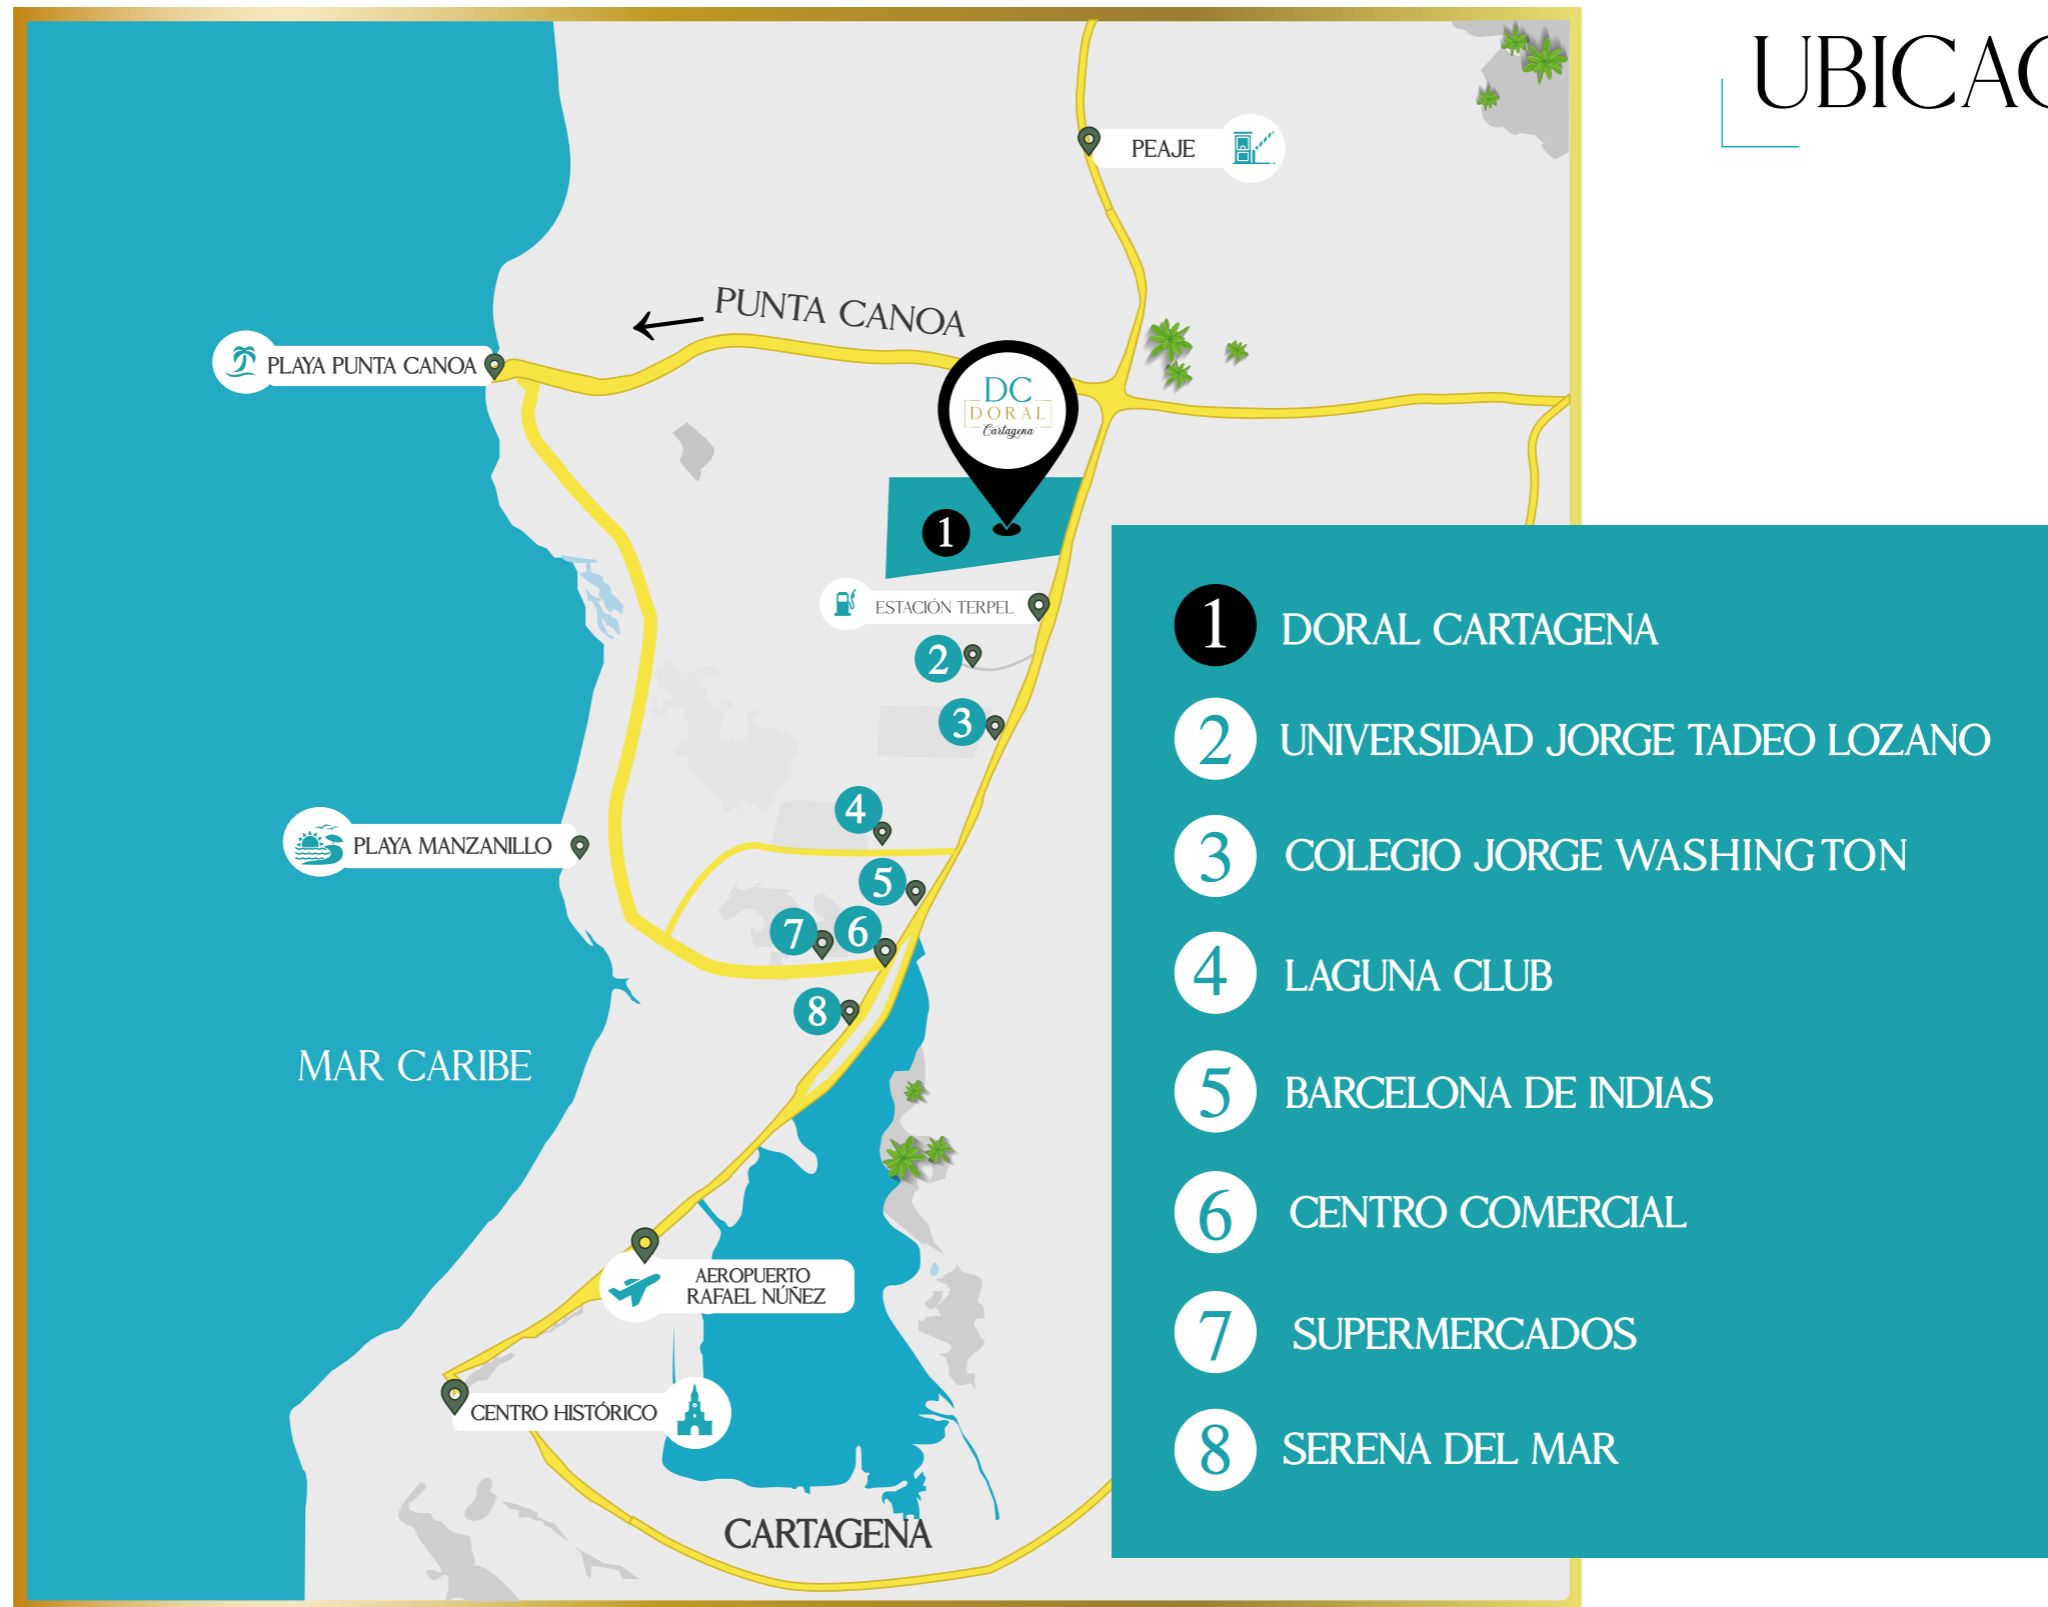 UBICAC
PEAJE
PUNTA CANOA
PLAYA PUNTA CANOA
DC
DORAL
Cartagena
1
ESTACIÓN TERPEL
2
3
4
PLAYA MANZANILLO
5
7
6
8
MAR CARIBE
AEROPUERTO
RAFAEL NÚÑEZ
CENTRO HISTÓRICO
CARTAGENA
1 DORAL CARTAGENA
2 UNIVERSIDAD JORGE TADEO LOZANO
3 COLEGIO JORGE WASHINGTON
4 LAGUNA CLUB
5 BARCELONA DE INDIAS
6 CENTRO COMERCIAL
7 SUPERMERCADOS
8 SERENA DEL MAR